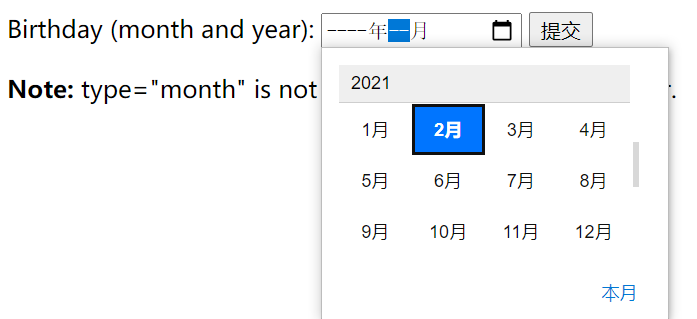 Birthday (month and year): ----年--月 提交
Note: type="month" is not
r.
2021
1月 2月 3月 4月
5月 6月 7月 8月
9月 10月 11月 12月
本月